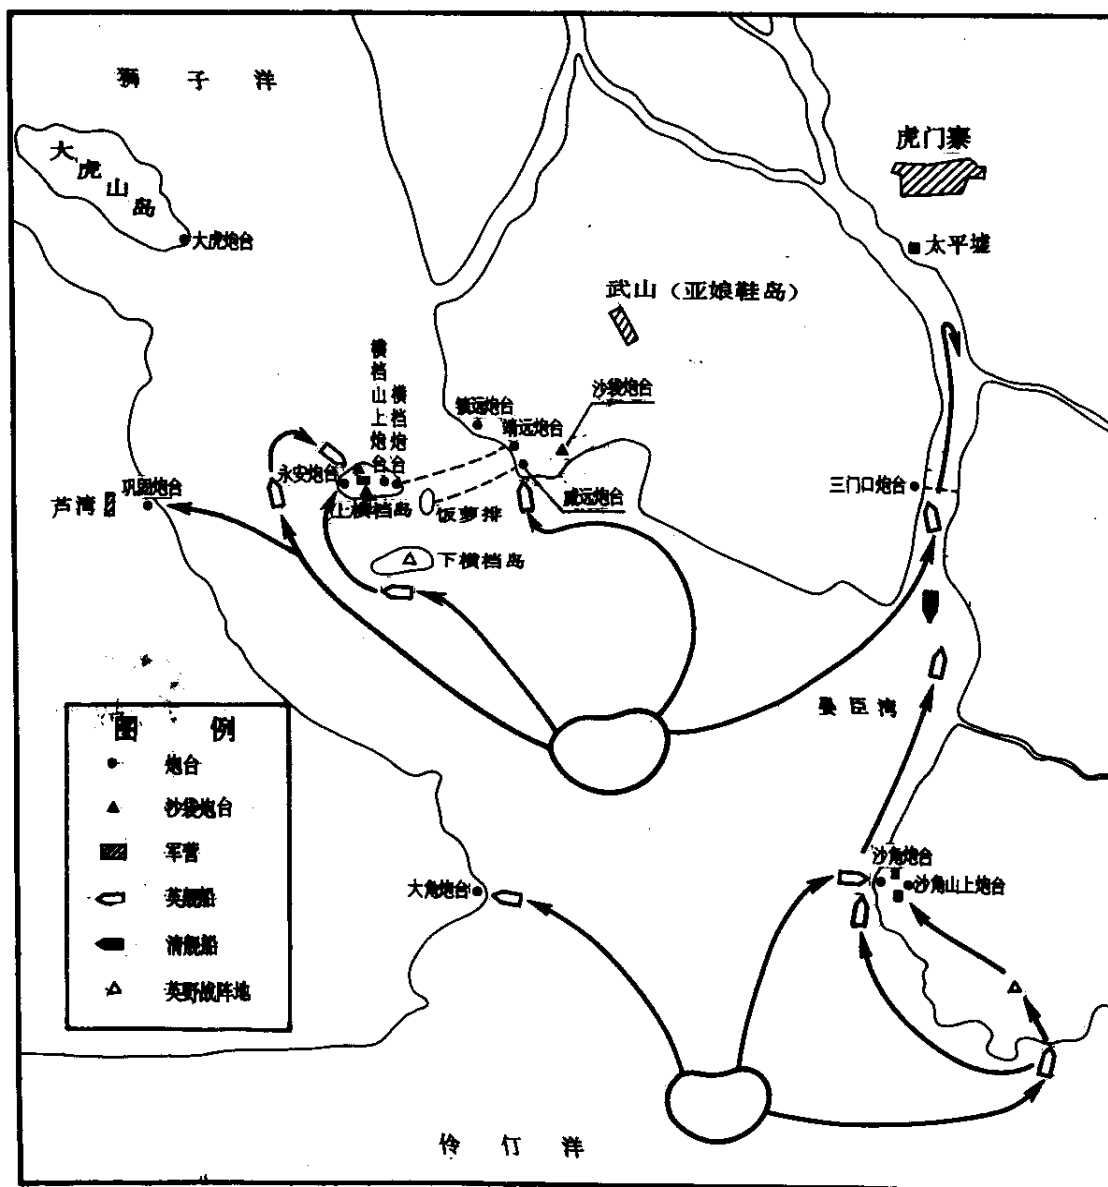 狮子洋
虎门寨
大虎山岛
大虎炮台
太平墟
武山（亚娘鞋岛）
横档山上炮台
横档炮台
沙袋炮台
镇远炮台
靖远炮台
永安炮台
巩固炮台
芦湾
上横档岛
饭萝排
威远炮台
三门口炮台
下横档岛
晏臣湾
图例
炮台
沙袋炮台
军营
英舰船
清舰船
英野战阵地
大角炮台
沙角炮台
沙角山上炮台
伶仃洋